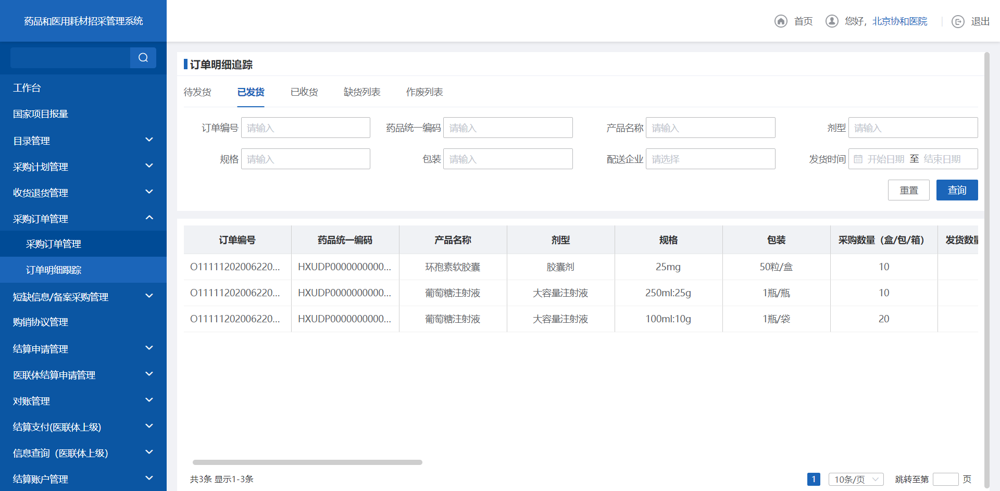 药品和医用耗材招采管理系统
首页 您好，北京协和医院 退出
工作台
国家项目报量
目录管理
采购计划管理
收货退货管理
采购订单管理
采购订单管理
订单明细跟踪
短缺信息/备案采购管理
购销协议管理
结算申请管理
医联体结算申请管理
对账管理
结算支付(医联体上级)
信息查询（医联体上级）
结算账户管理
订单明细追踪
待发货 已发货 已收货 缺货列表 作废列表
订单编号 请输入 药品统一编码 请输入 产品名称 请输入 剂型 请输入
规格 请输入 包装 请输入 配送企业 请选择 发货时间 开始日期 至 结束日期
重置 查询
订单编号 药品统一编码 产品名称 剂型 规格 包装 采购数量（盒/包/箱） 发货数量
O11111202006220... HXUDP0000000000... 环孢素软胶囊 胶囊剂 25mg 50粒/盒 10
O11111202006220... HXUDP0000000000... 葡萄糖注射液 大容量注射液 250ml:25g 1瓶/瓶 10
O11111202006220... HXUDP0000000000... 葡萄糖注射液 大容量注射液 100ml:10g 1瓶/袋 20
共3条 显示1-3条 1 10条/页 跳转至第 页